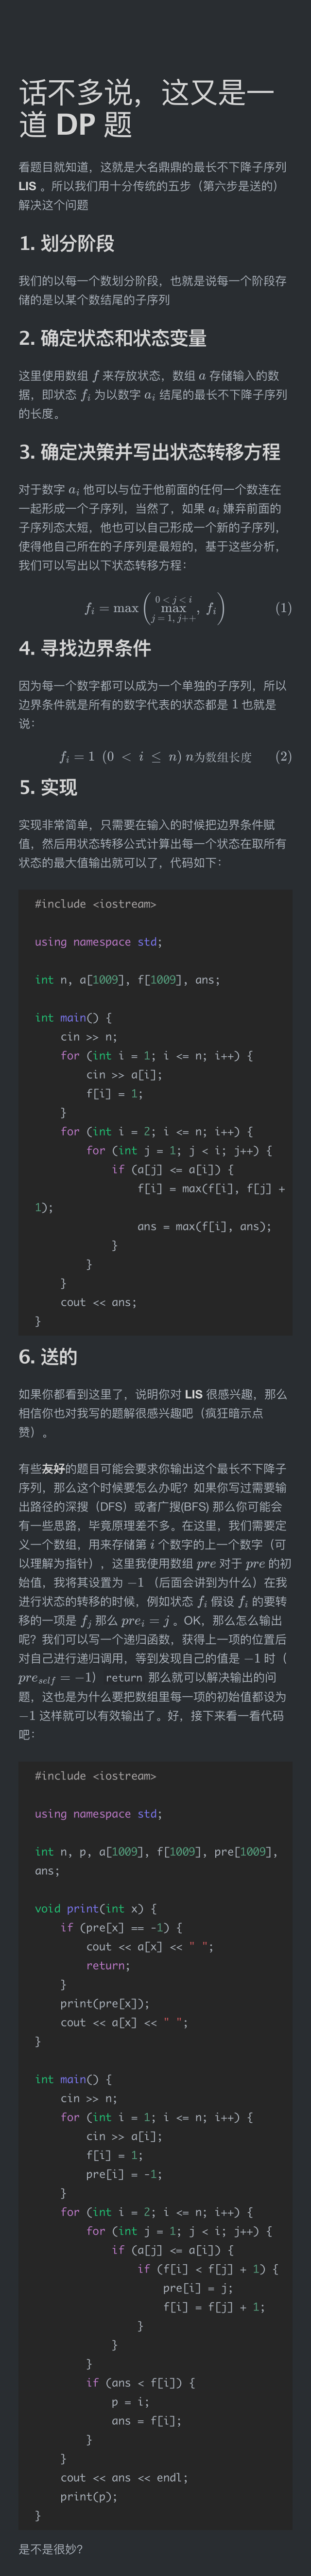 话不多说，这又是一
道 DP 题
看题目就知道，这就是大名鼎鼎的最长不下降子序列
LIS 。所以我们用十分传统的五步（第六步是送的）
解决这个问题
1. 划分阶段
我们的以每一个数划分阶段，也就是说每一个阶段存
储的是以某个数结尾的子序列
2. 确定状态和状态变量
这里使用数组 f 来存放状态，数组 a 存储输入的数
据，即状态 f_i 为以数字 a_i 结尾的最长不下降子序列
的长度。
3. 确定决策并写出状态转移方程
对于数字 a_i 他可以与位于他前面的任何一个数连在
一起形成一个子序列，当然了，如果 a_i 嫌弃前面的
子序列态太短，他也可以自己形成一个新的子序列，
使得他自己所在的子序列是最短的，基于这些分析，
我们可以写出以下状态转移方程：
f_i = max ( max_{j=1, j++}^{0<j<i}, f_i ) (1)
4. 寻找边界条件
因为每一个数字都可以成为一个单独的子序列，所以
边界条件就是所有的数字代表的状态都是 1 也就是
说：
f_i = 1 (0 < i ≤ n) n为数组长度 (2)
5. 实现
实现非常简单，只需要在输入的时候把边界条件赋
值，然后用状态转移公式计算出每一个状态在取所有
状态的最大值输出就可以了，代码如下：
#include <iostream>
using namespace std;
int n, a[1009], f[1009], ans;
int main() {
    cin >> n;
    for (int i = 1; i <= n; i++) {
        cin >> a[i];
        f[i] = 1;
    }
    for (int i = 2; i <= n; i++) {
        for (int j = 1; j < i; j++) {
            if (a[j] <= a[i]) {
                f[i] = max(f[i], f[j] +
1);
                ans = max(f[i], ans);
            }
        }
    }
    cout << ans;
}
6. 送的
如果你都看到这里了，说明你对 LIS 很感兴趣，那么
相信你也对我写的题解很感兴趣吧（疯狂暗示点
赞）。
有些友好的题目可能会要求你输出这个最长不下降子
序列，那么这个时候要怎么办呢？如果你写过需要输
出路径的深搜（DFS）或者广搜(BFS) 那么你可能会
有一些思路，毕竟原理差不多。在这里，我们需要定
义一个数组，用来存储第 i 个数字的上一个数字（可
以理解为指针），这里我使用数组 pre 对于 pre 的初
始值，我将其设置为 −1 （后面会讲到为什么）在我
进行状态的转移的时候，例如状态 f_i 假设 f_i 的要转
移的一项是 f_j 那么 pre_i = j 。OK，那么怎么输出
呢？我们可以写一个递归函数，获得上一项的位置后
对自己进行递归调用，等到发现自己的值是 −1 时（
pre_{self} = −1） return 那么就可以解决输出的问
题，这也是为什么要把数组里每一项的初始值都设为
−1 这样就可以有效输出了。好，接下来看一看代码
吧：
#include <iostream>
using namespace std;
int n, p, a[1009], f[1009], pre[1009],
ans;
void print(int x) {
    if (pre[x] == -1) {
        cout << a[x] << " ";
        return;
    }
    print(pre[x]);
    cout << a[x] << " ";
}
int main() {
    cin >> n;
    for (int i = 1; i <= n; i++) {
        cin >> a[i];
        f[i] = 1;
        pre[i] = -1;
    }
    for (int i = 2; i <= n; i++) {
        for (int j = 1; j < i; j++) {
            if (a[j] <= a[i]) {
                if (f[i] < f[j] + 1) {
                    pre[i] = j;
                    f[i] = f[j] + 1;
                }
            }
        }
        if (ans < f[i]) {
            p = i;
            ans = f[i];
        }
    }
    cout << ans << endl;
    print(p);
}
是不是很妙？